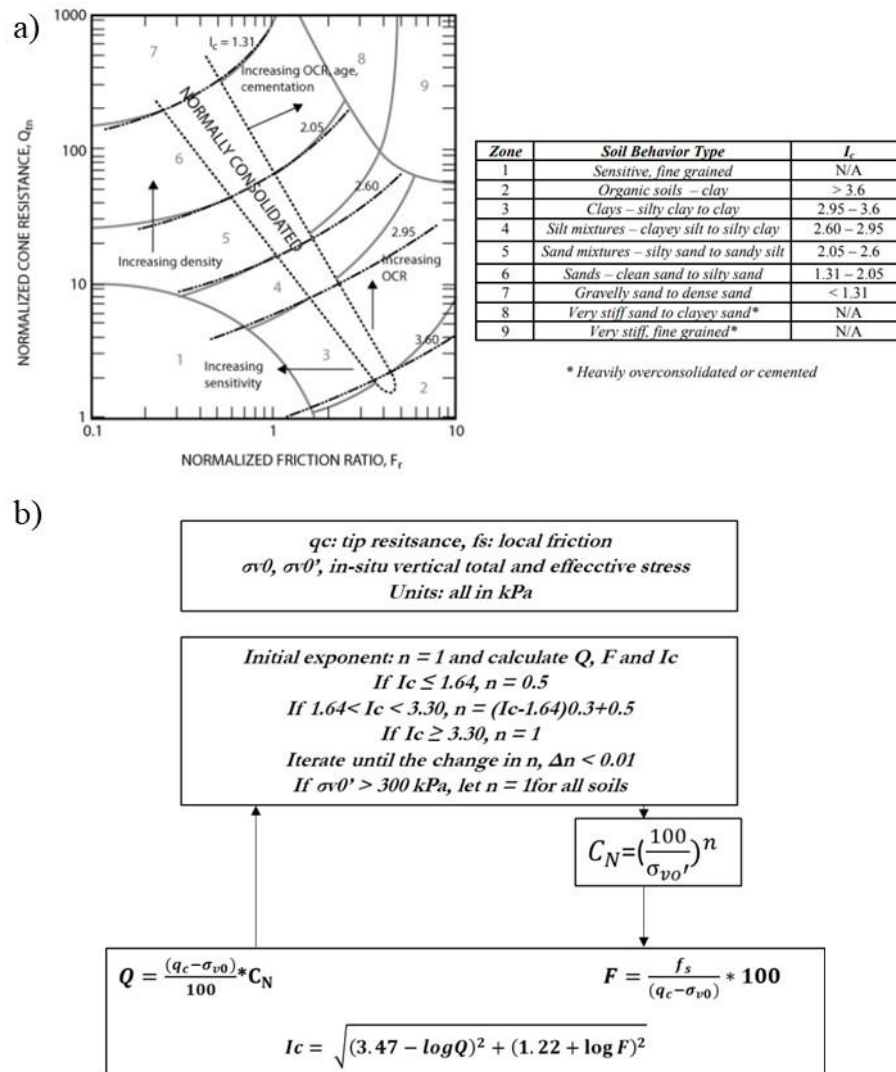 a)
1000
100
10
1
0.1
1
10
NORMALIZED CONE RESISTANCE, Qtn
NORMALIZED FRICTION RATIO, Fr
7
Ic = 1.31
8
9
Increasing OCR, age,
cementation
NORMALLY CONSOLIDATED
2.05
6
2.60
5
Increasing density
2.95
Increasing
OCR
4
1
Increasing
sensitivity
3
3.60
2
Zone Soil Behavior Type Ic
1 Sensitive, fine grained N/A
2 Organic soils – clay > 3.6
3 Clays – silty clay to clay 2.95 – 3.6
4 Silt mixtures – clayey silt to silty clay 2.60 – 2.95
5 Sand mixtures – silty sand to sandy silt 2.05 – 2.6
6 Sands – clean sand to silty sand 1.31 – 2.05
7 Gravelly sand to dense sand < 1.31
8 Very stiff sand to clayey sand* N/A
9 Very stiff, fine grained* N/A
* Heavily overconsolidated or cemented
b)
qc: tip resitsance, fs: local friction
σv0, σv0', in-situ vertical total and effecctive stress
Units: all in kPa
Initial exponent: n = 1 and calculate Q, F and Ic
If Ic ≤ 1.64, n = 0.5
If 1.64< Ic < 3.30, n = (Ic-1.64)0.3+0.5
If Ic ≥ 3.30, n = 1
Iterate until the change in n, Δn < 0.01
If σv0' > 300 kPa, let n = 1for all soils
C_N=(100/σ_vo')^n
Q = (q_c−σ_v0)/100 *C_N
F = f_s/(q_c−σ_v0) * 100
Ic = √((3.47 − logQ)² + (1.22 + log F)²)